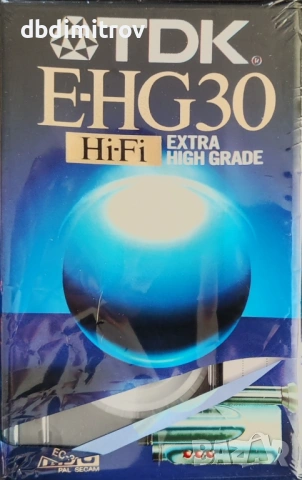 dbdimitrov
TDK
E-HG30
Hi-Fi
EXTRA
HIGH GRADE
PAL SECAM